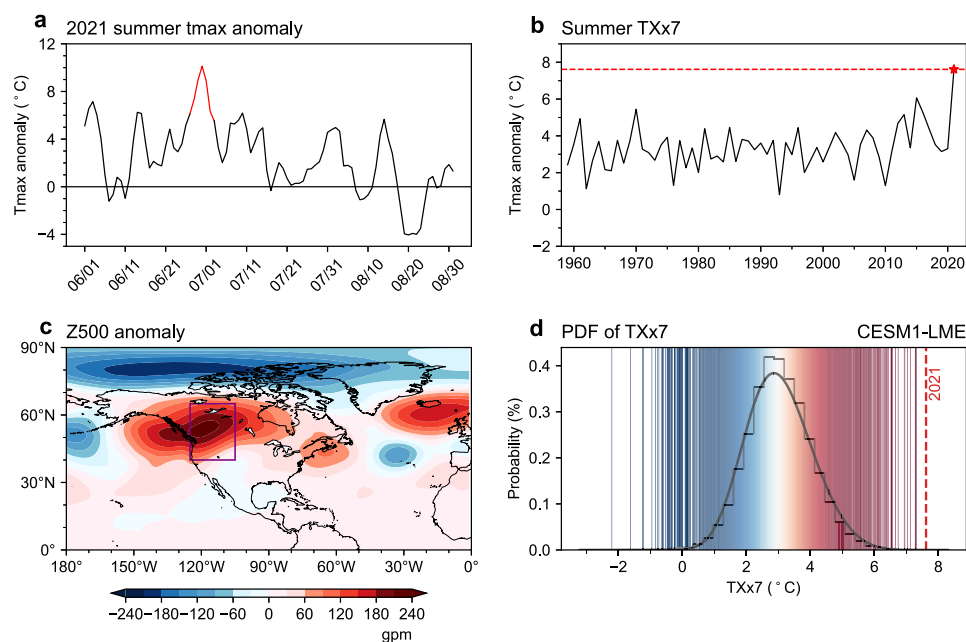 a 2021 summer tmax anomaly
Tmax anomaly (°C)
12
8
4
0
−4
06/01 06/11 06/21 07/01 07/11 07/21 07/31 08/10 08/20 08/30
b Summer TXx7
Tmax anomaly (°C)
8
6
4
2
0
−2
1960 1970 1980 1990 2000 2010 2020
c Z500 anomaly
90°N
60°N
30°N
0°
180° 150°W 120°W 90°W 60°W 30°W 0°
−240 −180 −120 −60 0 60 120 180 240
gpm
d PDF of TXx7 CESM1-LME
Probability (%)
0.4
0.3
0.2
0.1
0.0
2021
−2 0 2 4 6 8
TXx7 (°C)